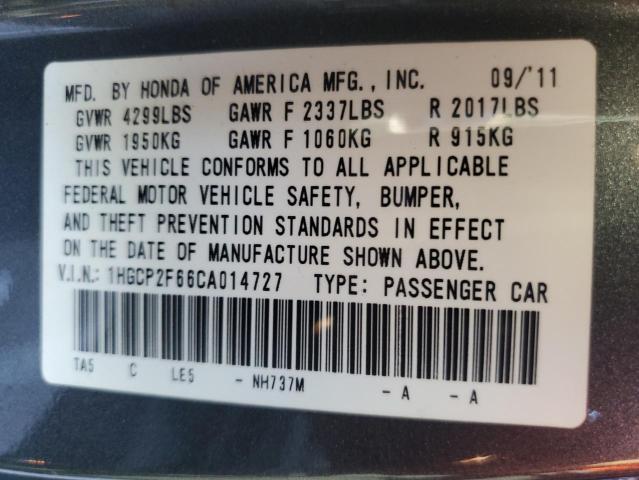 MFD. BY HONDA OF AMERICA MFG., INC. 09/'11
GVWR 4299LBS GAWR F 2337LBS R 2017LBS
GVWR 1950KG GAWR F 1060KG R 915KG
THIS VEHICLE CONFORMS TO ALL APPLICABLE
FEDERAL MOTOR VEHICLE SAFETY, BUMPER,
AND THEFT PREVENTION STANDARDS IN EFFECT
ON THE DATE OF MANUFACTURE SHOWN ABOVE.
V.I.N.: 1HGCP2F66CA014727 TYPE: PASSENGER CAR
TA5 C LE5 - NH737M - A - A